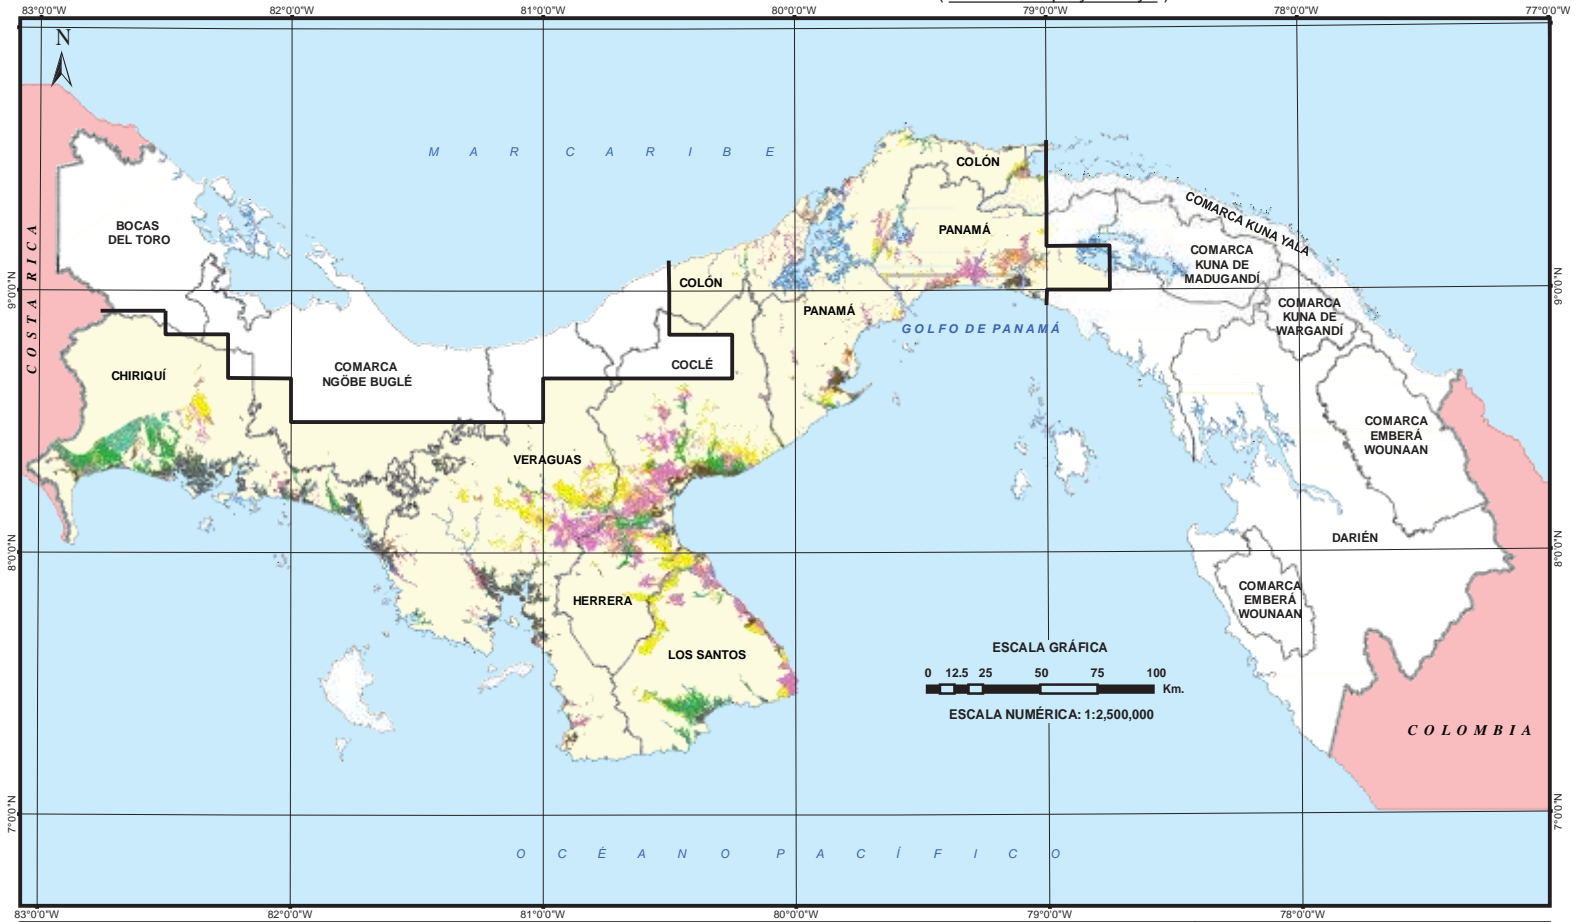 83°0'0"W
82°0'0"W
81°0'0"W
80°0'0"W
79°0'0"W
78°0'0"W
77°0'0"W
N
M A R C A R I B E
COLÓN
BOCAS
DEL TORO
PANAMÁ
COMARCA KUNA YALA
COMARCA
KUNA DE
MADUGANDÍ
COSTA RICA
9°0'0"N
9°0'0"N
COLÓN
PANAMÁ
GOLFO DE PANAMÁ
COMARCA
KUNA DE
WARGANDÍ
CHIRIQUÍ
COMARCA
NGÖBE BUGLÉ
COCLÉ
COMARCA
EMBERÁ
WOUNAAN
VERAGUAS
8°0'0"N
8°0'0"N
DARIÉN
HERRERA
COMARCA
EMBERÁ
WOUNAAN
LOS SANTOS
ESCALA GRÁFICA
0 12.5 25 50 75 100
Km.
ESCALA NUMÉRICA: 1:2,500,000
COLOMBIA
7°0'0"N
7°0'0"N
O C É A N O P A C Í F I C O
83°0'0"W
82°0'0"W
81°0'0"W
80°0'0"W
79°0'0"W
78°0'0"W